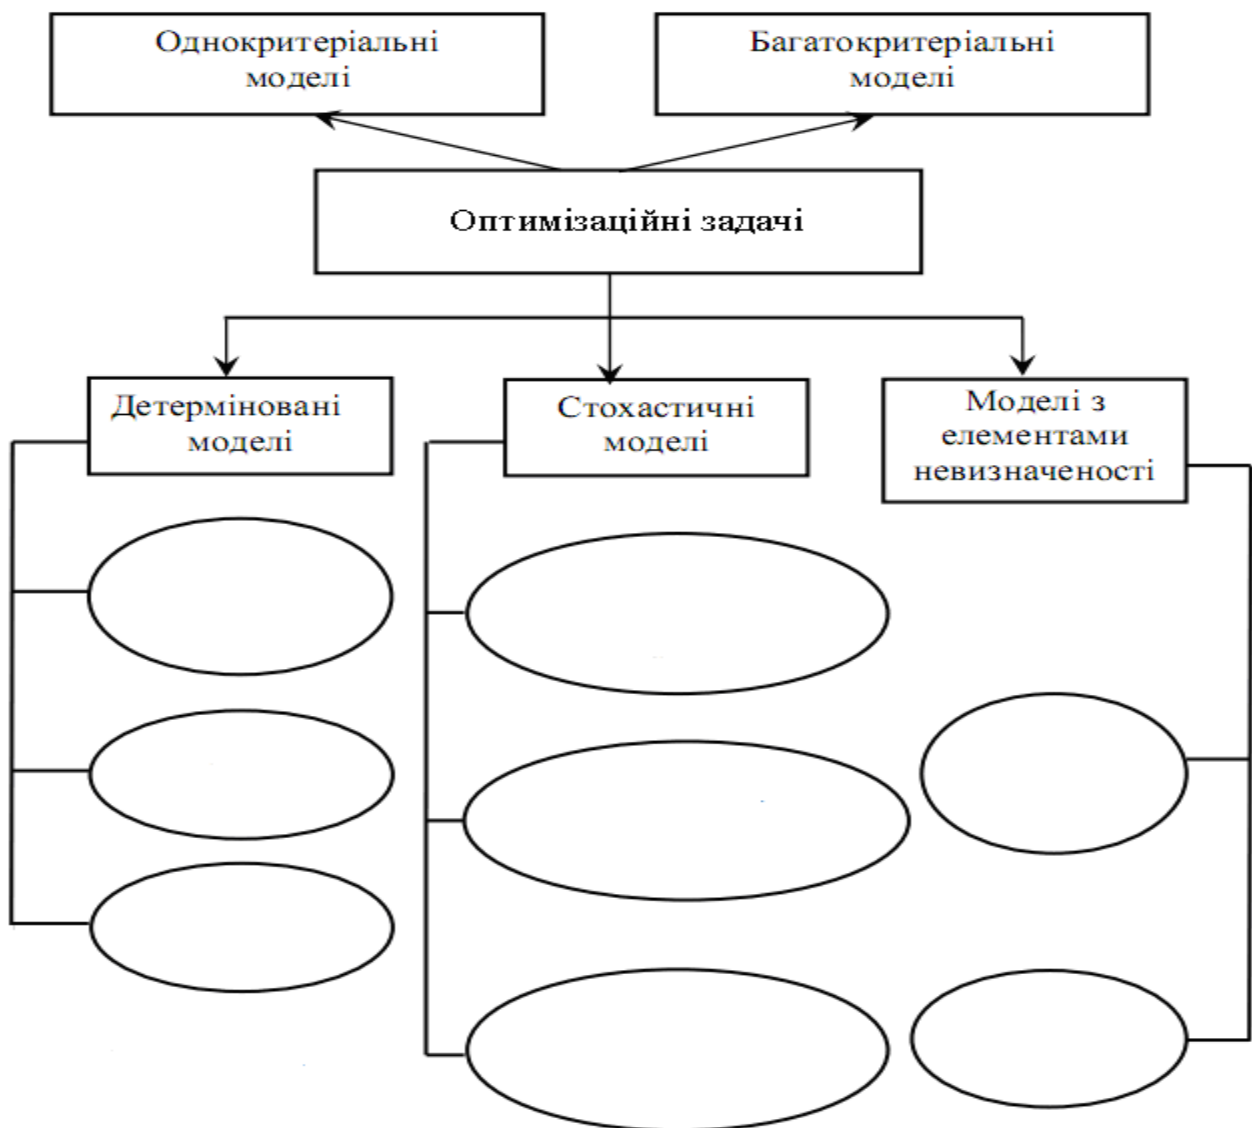 Однокритеріальні
моделі
Багатокритеріальні
моделі
Оптимізаційні задачі
Детерміновані
моделі
Стохастичні
моделі
Моделі з
елементами
невизначеності